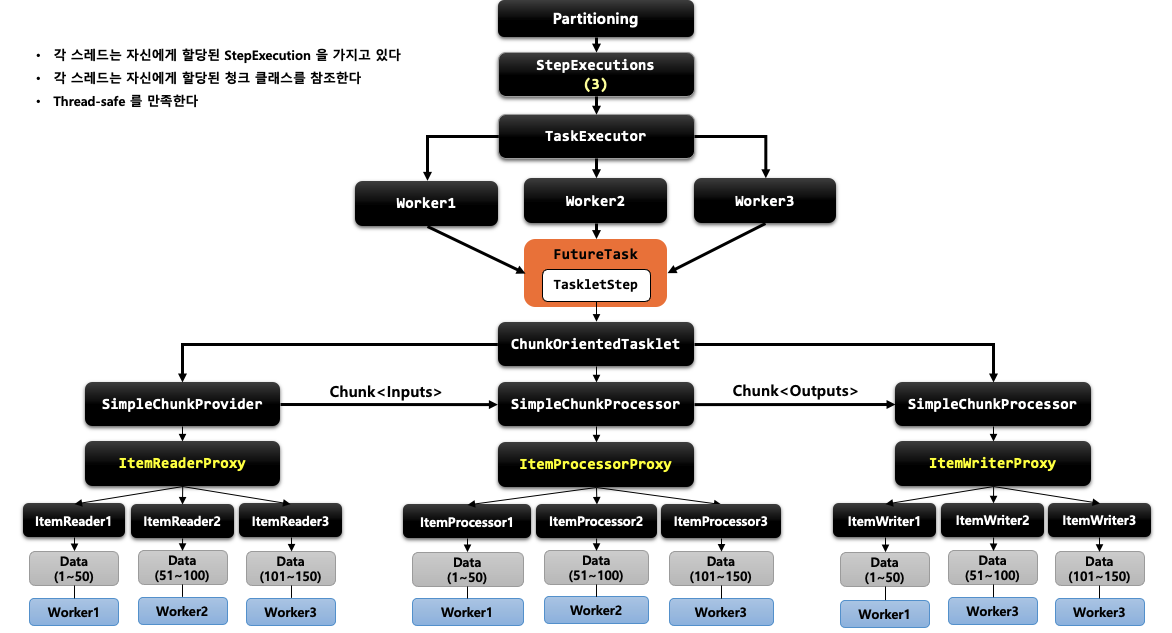 Partitioning
• 각 스레드는 자신에게 할당된 StepExecution 을 가지고 있다
• 각 스레드는 자신에게 할당된 청크 클래스를 참조한다
• Thread-safe 를 만족한다
StepExecutions
(3)
TaskExecutor
Worker1
Worker2
Worker3
FutureTask
TaskletStep
ChunkOrientedTasklet
SimpleChunkProvider
Chunk<Inputs>
SimpleChunkProcessor
Chunk<Outputs>
SimpleChunkProcessor
ItemReaderProxy
ItemProcessorProxy
ItemWriterProxy
ItemReader1
ItemReader2
ItemReader3
ItemProcessor1
ItemProcessor2
ItemProcessor3
ItemWriter1
ItemWriter2
ItemWriter3
Data
(1~50)
Data
(51~100)
Data
(101~150)
Data
(1~50)
Data
(51~100)
Data
(101~150)
Data
(1~50)
Data
(51~100)
Data
(101~150)
Worker1
Worker2
Worker3
Worker1
Worker2
Worker3
Worker1
Worker3
Worker3